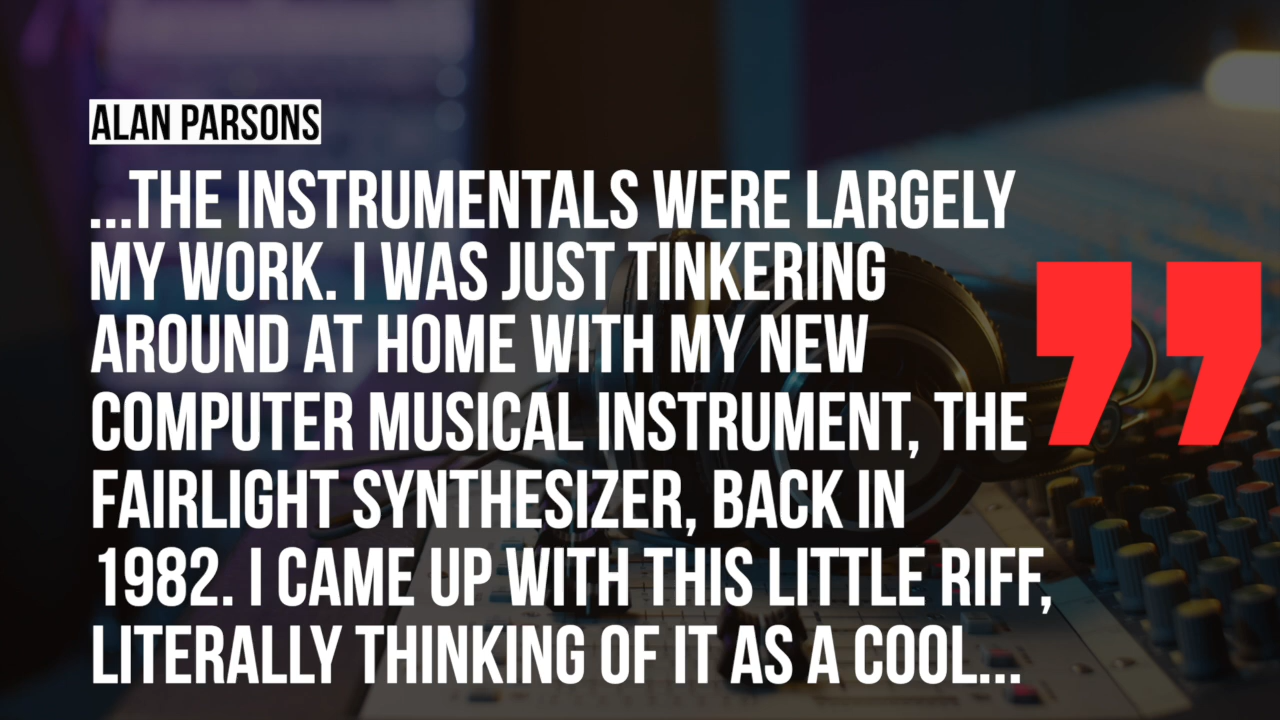 ALAN PARSONS
...THE INSTRUMENTALS WERE LARGELY
MY WORK. I WAS JUST TINKERING
AROUND AT HOME WITH MY NEW
COMPUTER MUSICAL INSTRUMENT, THE
FAIRLIGHT SYNTHESIZER, BACK IN
1982. I CAME UP WITH THIS LITTLE RIFF,
LITERALLY THINKING OF IT AS A COOL...
”